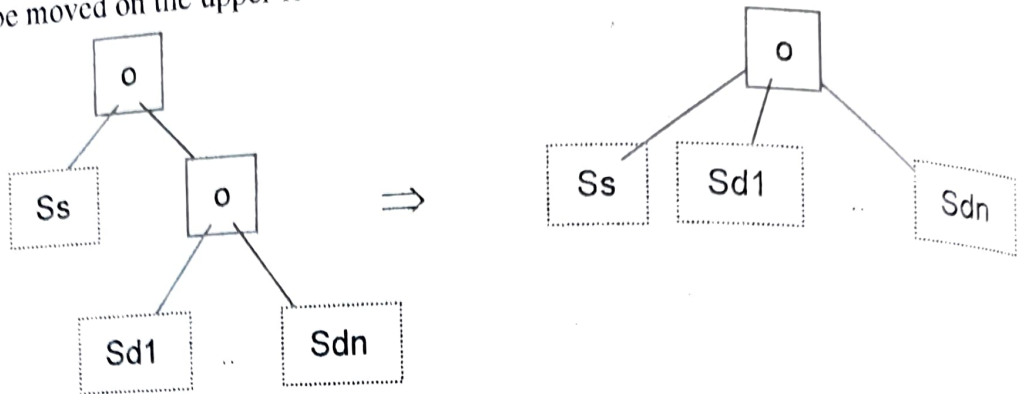 be moved on the upper
o
o
Ss
o
Ss
Sd1
..
Sdn
⇒
Sd1
..
Sdn